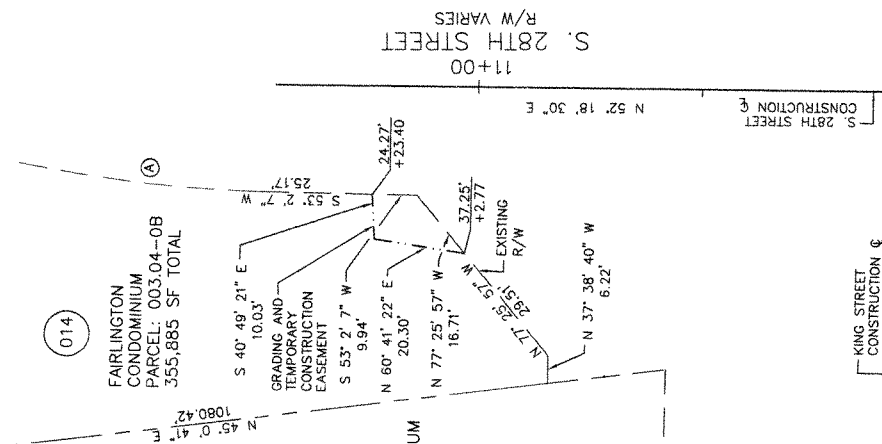 014
FAIRLINGTON
CONDOMINIUM
PARCEL: 003.04-0B
355,885 SF TOTAL
A
S 40° 49' 21" E
10.03'
GRADING AND
TEMPORARY
CONSTRUCTION
EASEMENT
S 53° 2' 7" W
9.94'
N 60° 41' 22" E
20.30'
N 77° 25' 57" W
16.71'
S 53° 2' 7" W
25.17'
24.27'
+23.40
37.25'
+2.77
EXISTING
R/W
N 77° 25' 57" W
29.51'
N 37° 38' 40" W
6.22'
N 45° 0' 41" E
1080.42'
UM
S. 28TH STREET
R/W VARIES
11+00
N 52° 18' 30" E
S. 28TH STREET
CONSTRUCTION ℄
KING STREET
CONSTRUCTION ℄